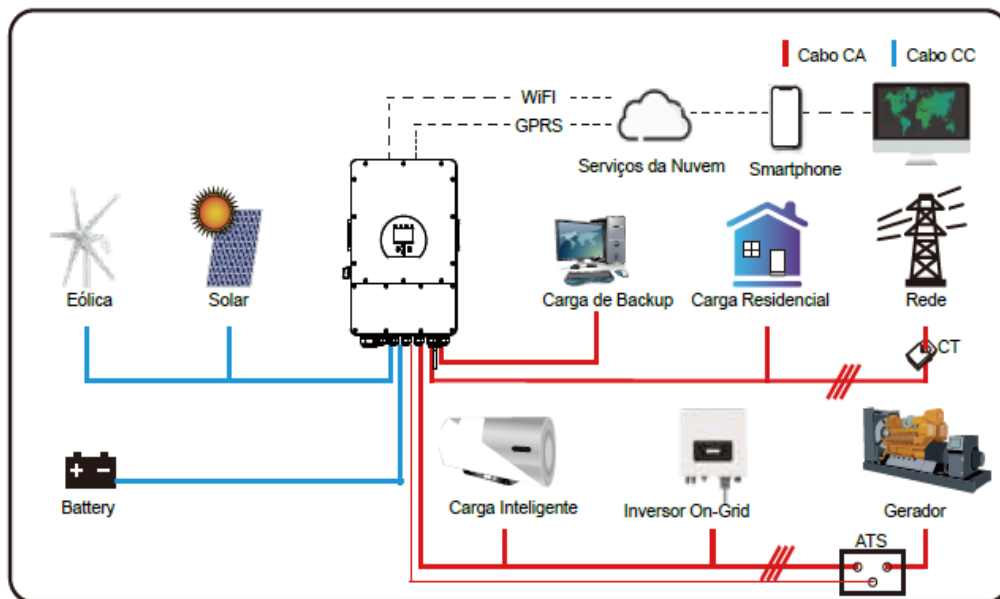 Cabo CA
Cabo CC
WiFI
GPRS
Serviços da Nuvem
Smartphone
Eólica
Solar
Carga de Backup
Carga Residencial
Rede
CT
Battery
Carga Inteligente
Inversor On-Grid
Gerador
ATS